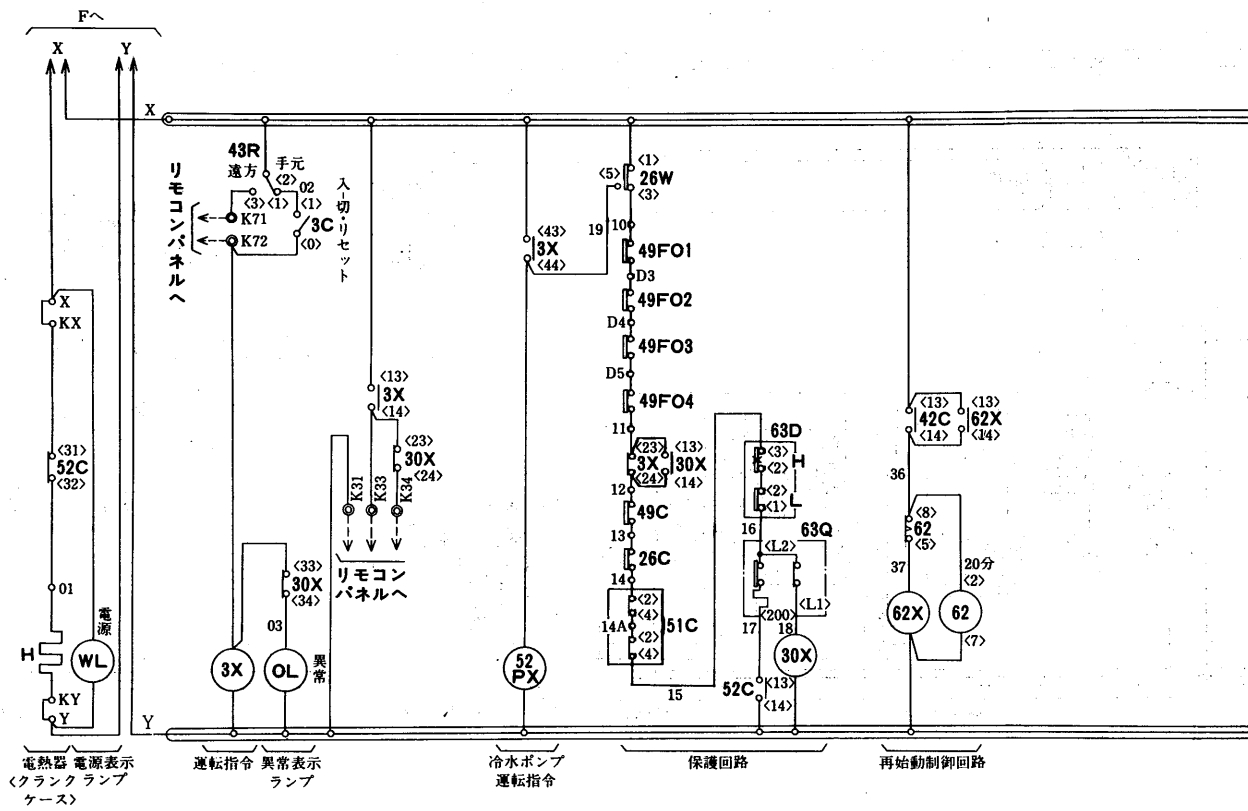 Fへ
X
Y
X
43R
遠方
手元
<2>
02
<3>
<1>
<1>
3C
<0>
入-切・リセット
K71
K72
リモコンパネルへ
X
KX
<31>
52C
<32>
01
H
電源
WL
KY
Y
Y
<13>
3X
<14>
<23>
30X
<24>
K31
K33
K34
リモコン
パネルへ
<33>
30X
<34>
03
3X
OL
異常
<43>
3X
<44>
19
<5>
<1>
26W
<3>
10
49FO1
D3
49FO2
D4
49FO3
D5
49FO4
11
<23>
3X
<24>
<13>
30X
<14>
12
49C
13
26C
14
<2>
<4>
14A
<2>
<4>
51C
15
52
PX
63D
<3>
H
<2>
<2>
L
<1>
16
63Q
<L2>
<L1>
17
<200>
18
30X
52C
K13>
<14>
<13>
42C
<14>
<13>
62X
<14>
36
<8>
62
<5>
37
20分
<2>
62X
62
<7>
電熱器
<クランク
ケース>
電源表示
ランプ
運転指令
異常表示
ランプ
冷水ポンプ
運転指令
保護回路
再始動制御回路